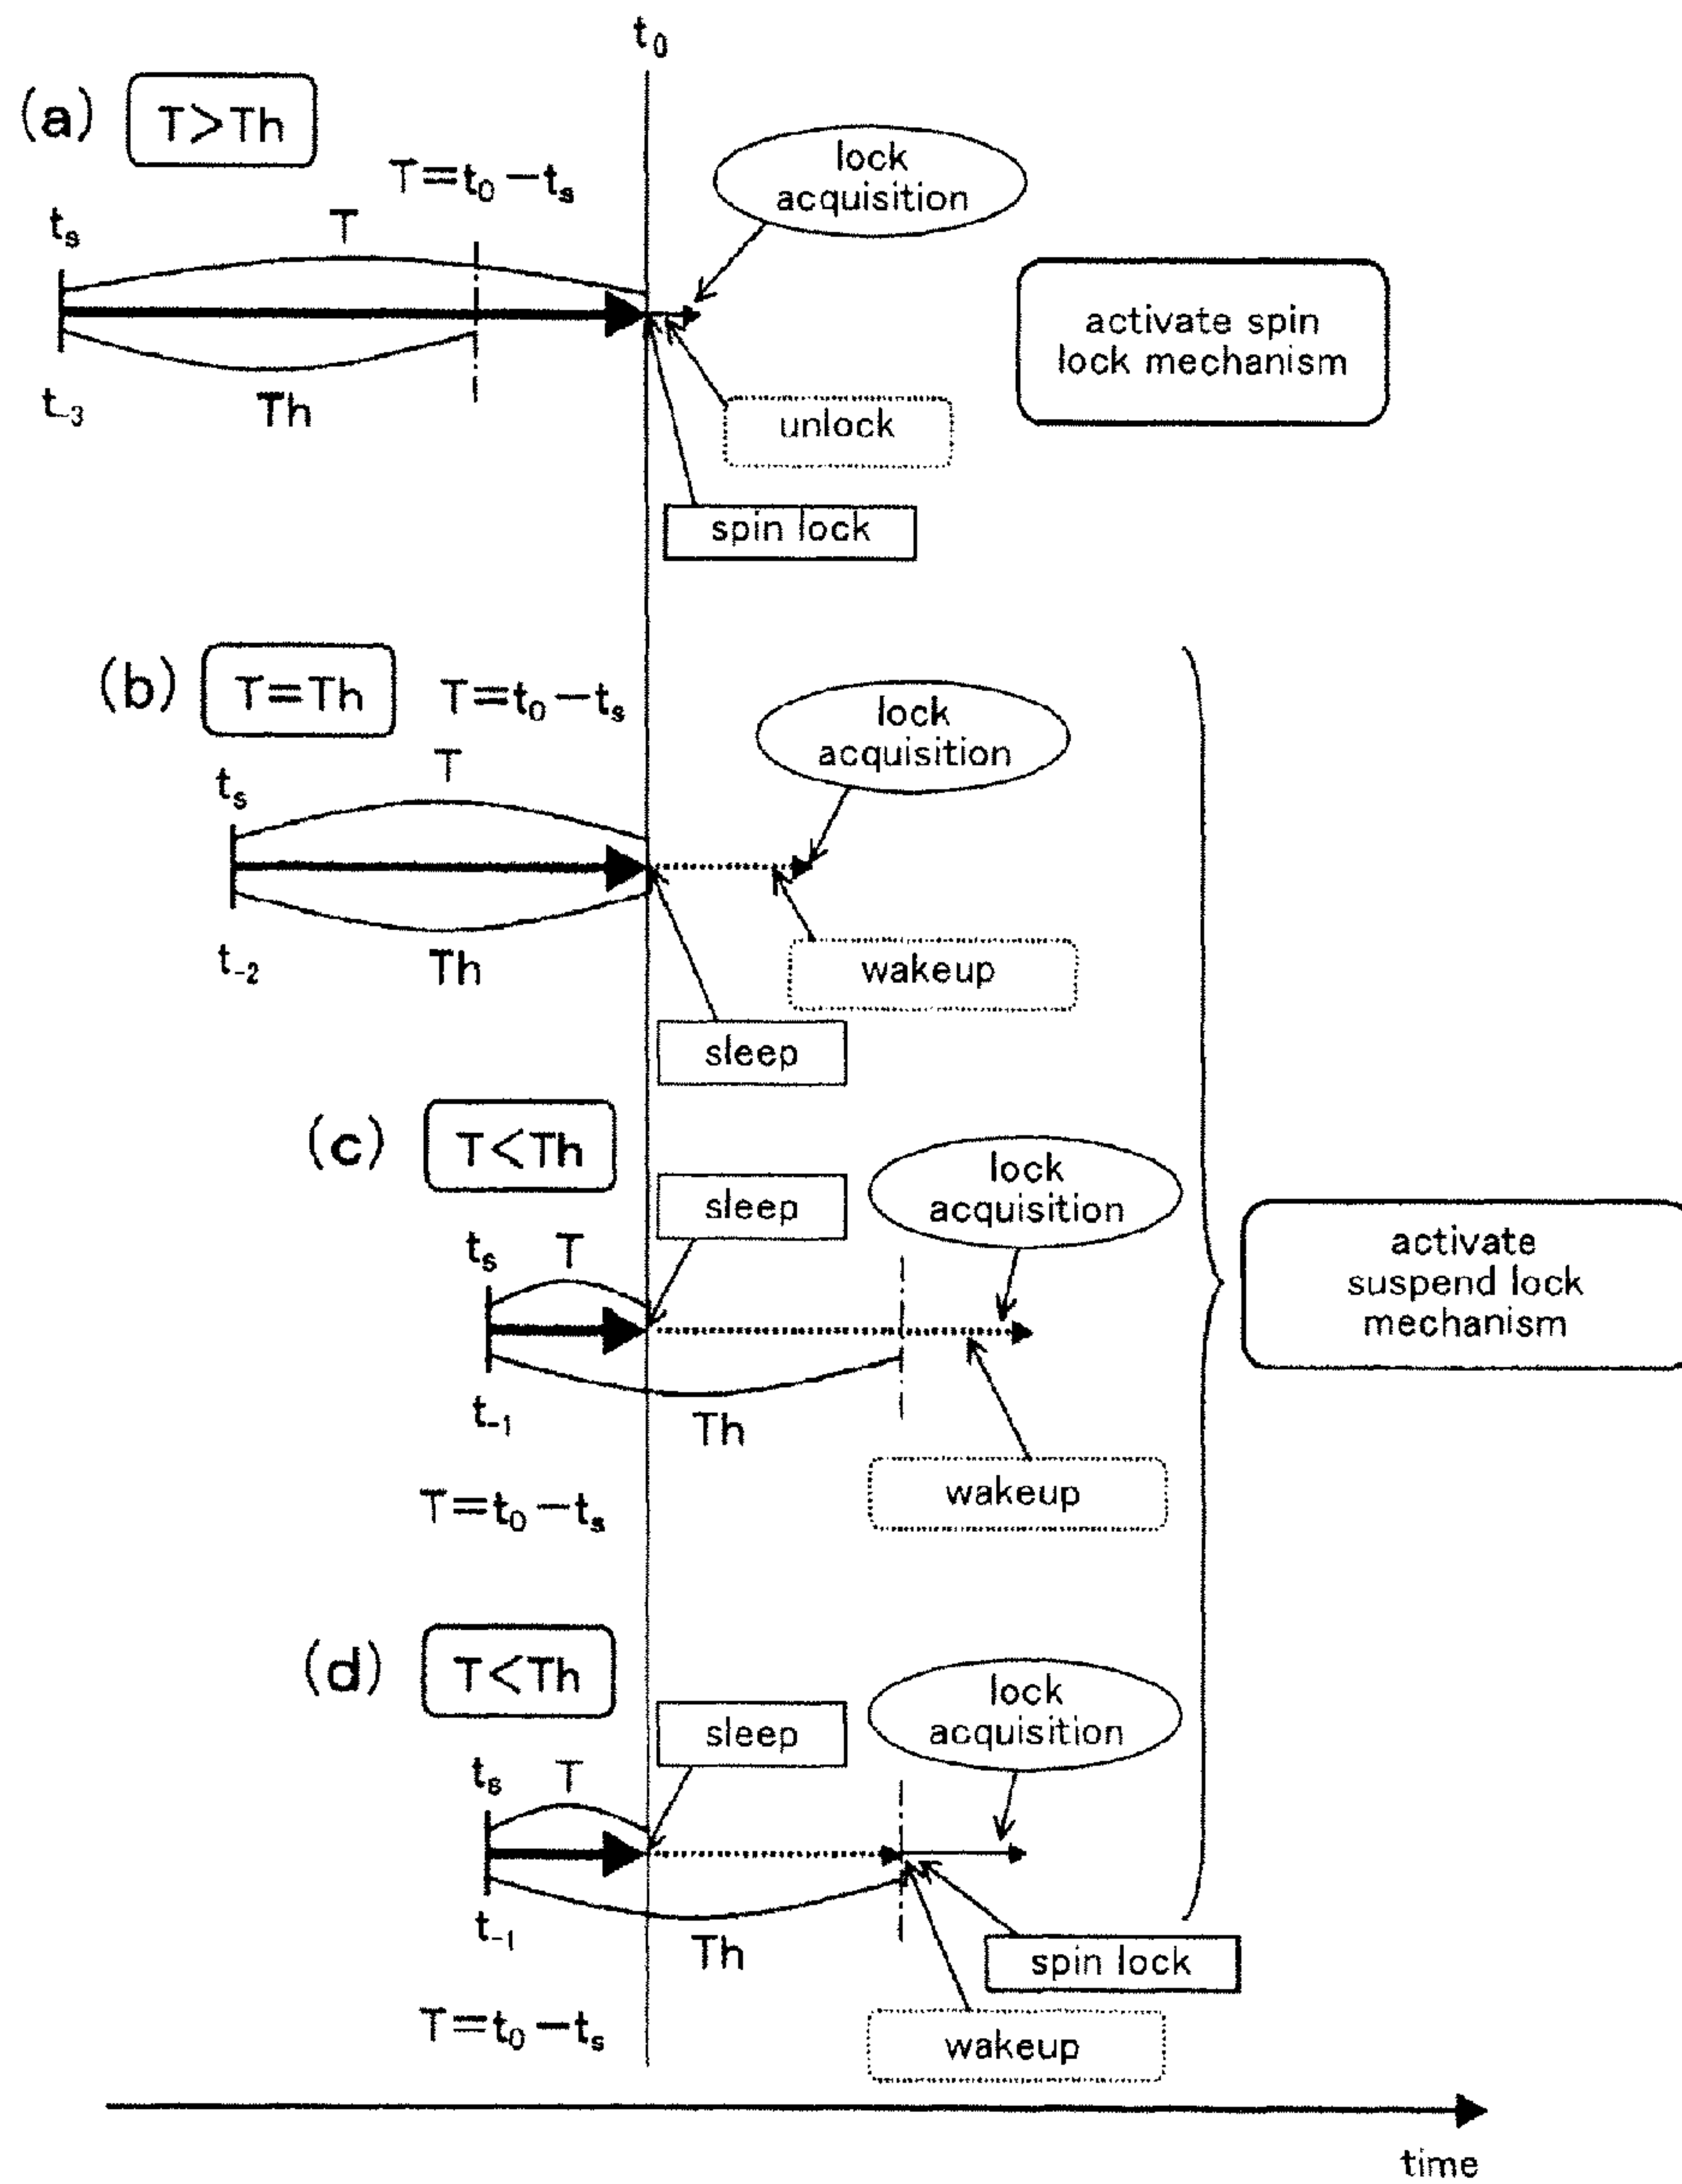 t₀
(a) T>Th
T=t₀−tₛ
lock
acquisition
tₛ
T
activate spin
lock mechanism
t₋₃
Th
unlock
spin lock
(b) T=Th T=t₀−tₛ
lock
acquisition
T
tₛ
t₋₂
Th
wakeup
sleep
(c) T<Th
lock
acquisition
sleep
tₛ
T
activate
suspend lock
mechanism
t₋₁
Th
wakeup
T=t₀−tₛ
(d) T<Th
lock
acquisition
sleep
tₛ
T
t₋₁
Th
spin lock
T=t₀−tₛ
wakeup
time